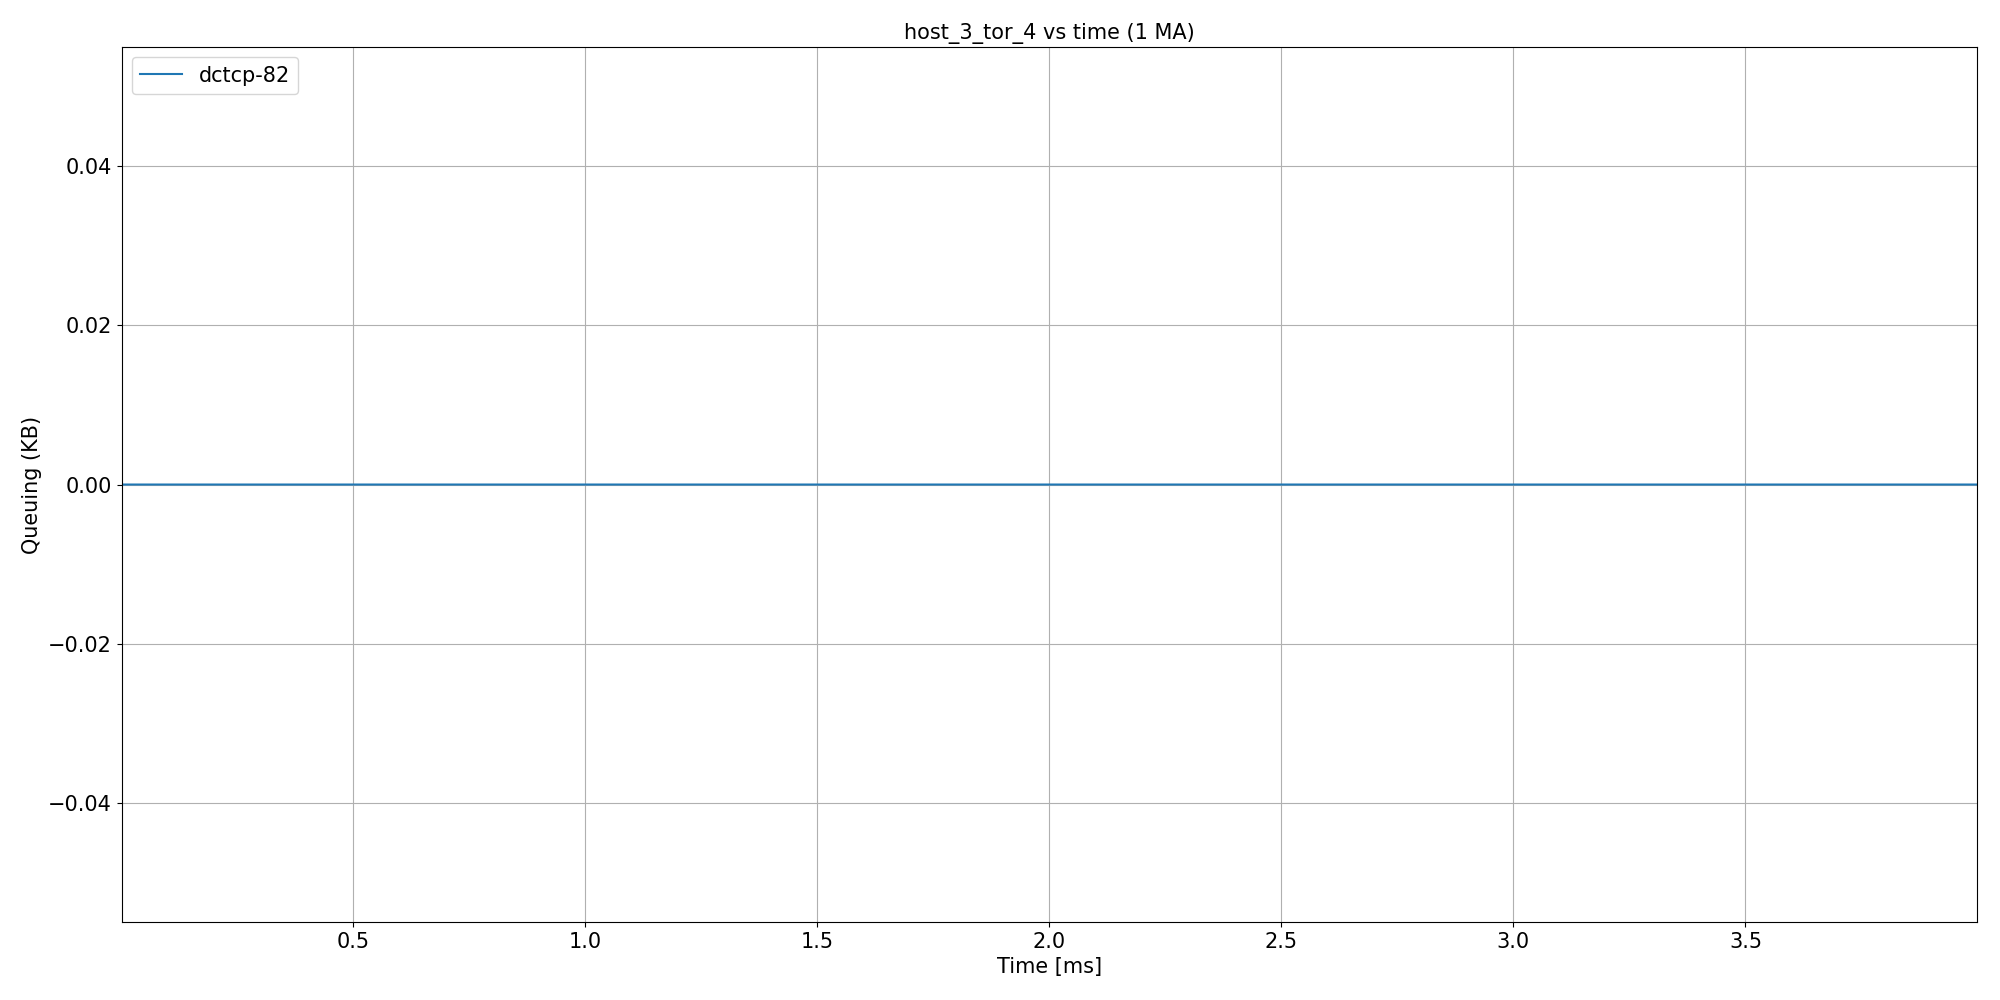 host_3_tor_4 vs time (1 MA)
dctcp-82
0.04
0.02
0.00
−0.02
−0.04
Queuing (KB)
0.5 1.0 1.5 2.0 2.5 3.0 3.5
Time [ms]